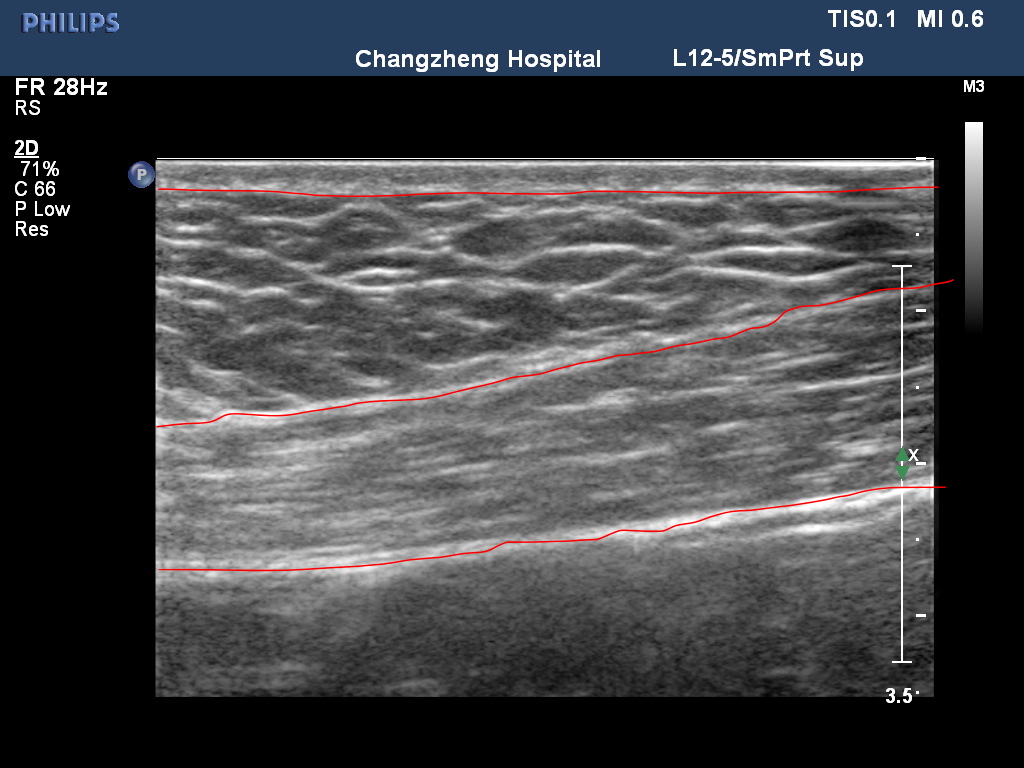 PHILIPS
TIS0.1 MI 0.6
Changzheng Hospital
L12-5/SmPrt Sup
FR 28Hz
RS
M3
2D
71%
C 66
P Low
Res
P
X
3.5